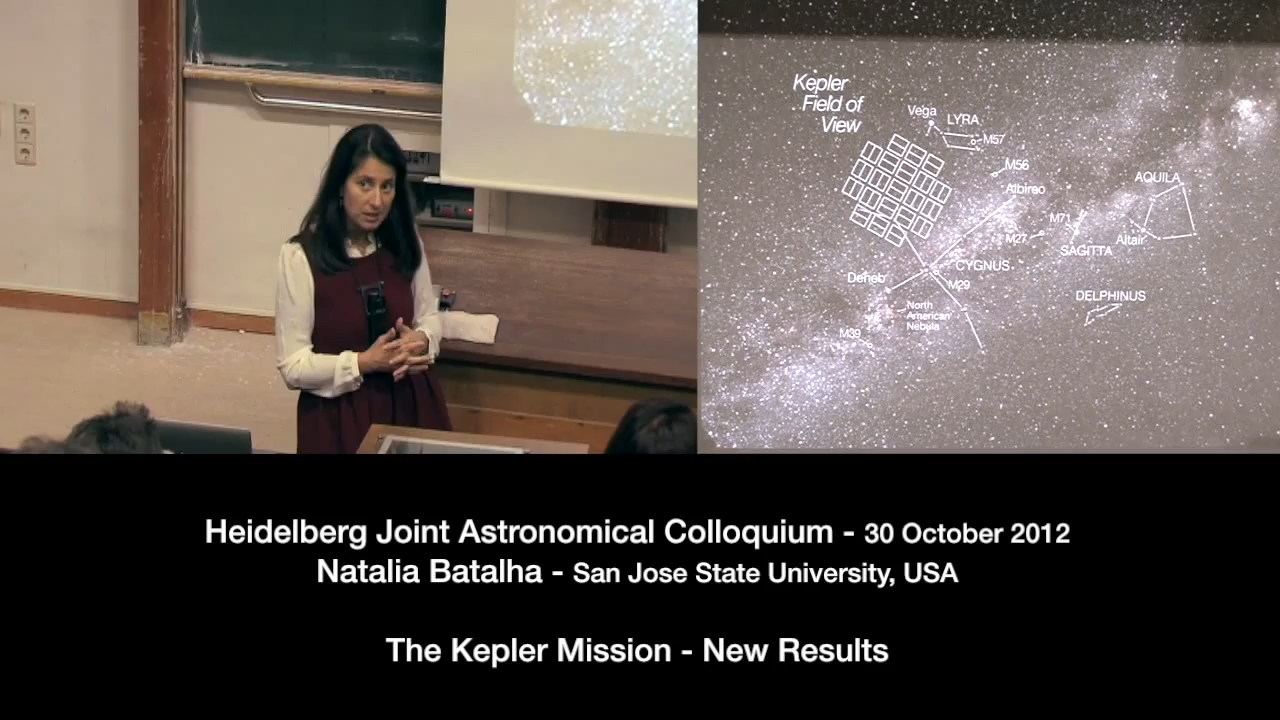 Kepler
Field of
View
Vega
LYRA
M57
M56
Albireo
AQUILA
M71
M27
Altair
SAGITTA
CYGNUS
Deneb
M29
DELPHINUS
North
American
Nebula
M39
Heidelberg Joint Astronomical Colloquium - 30 October 2012
Natalia Batalha - San Jose State University, USA
The Kepler Mission - New Results